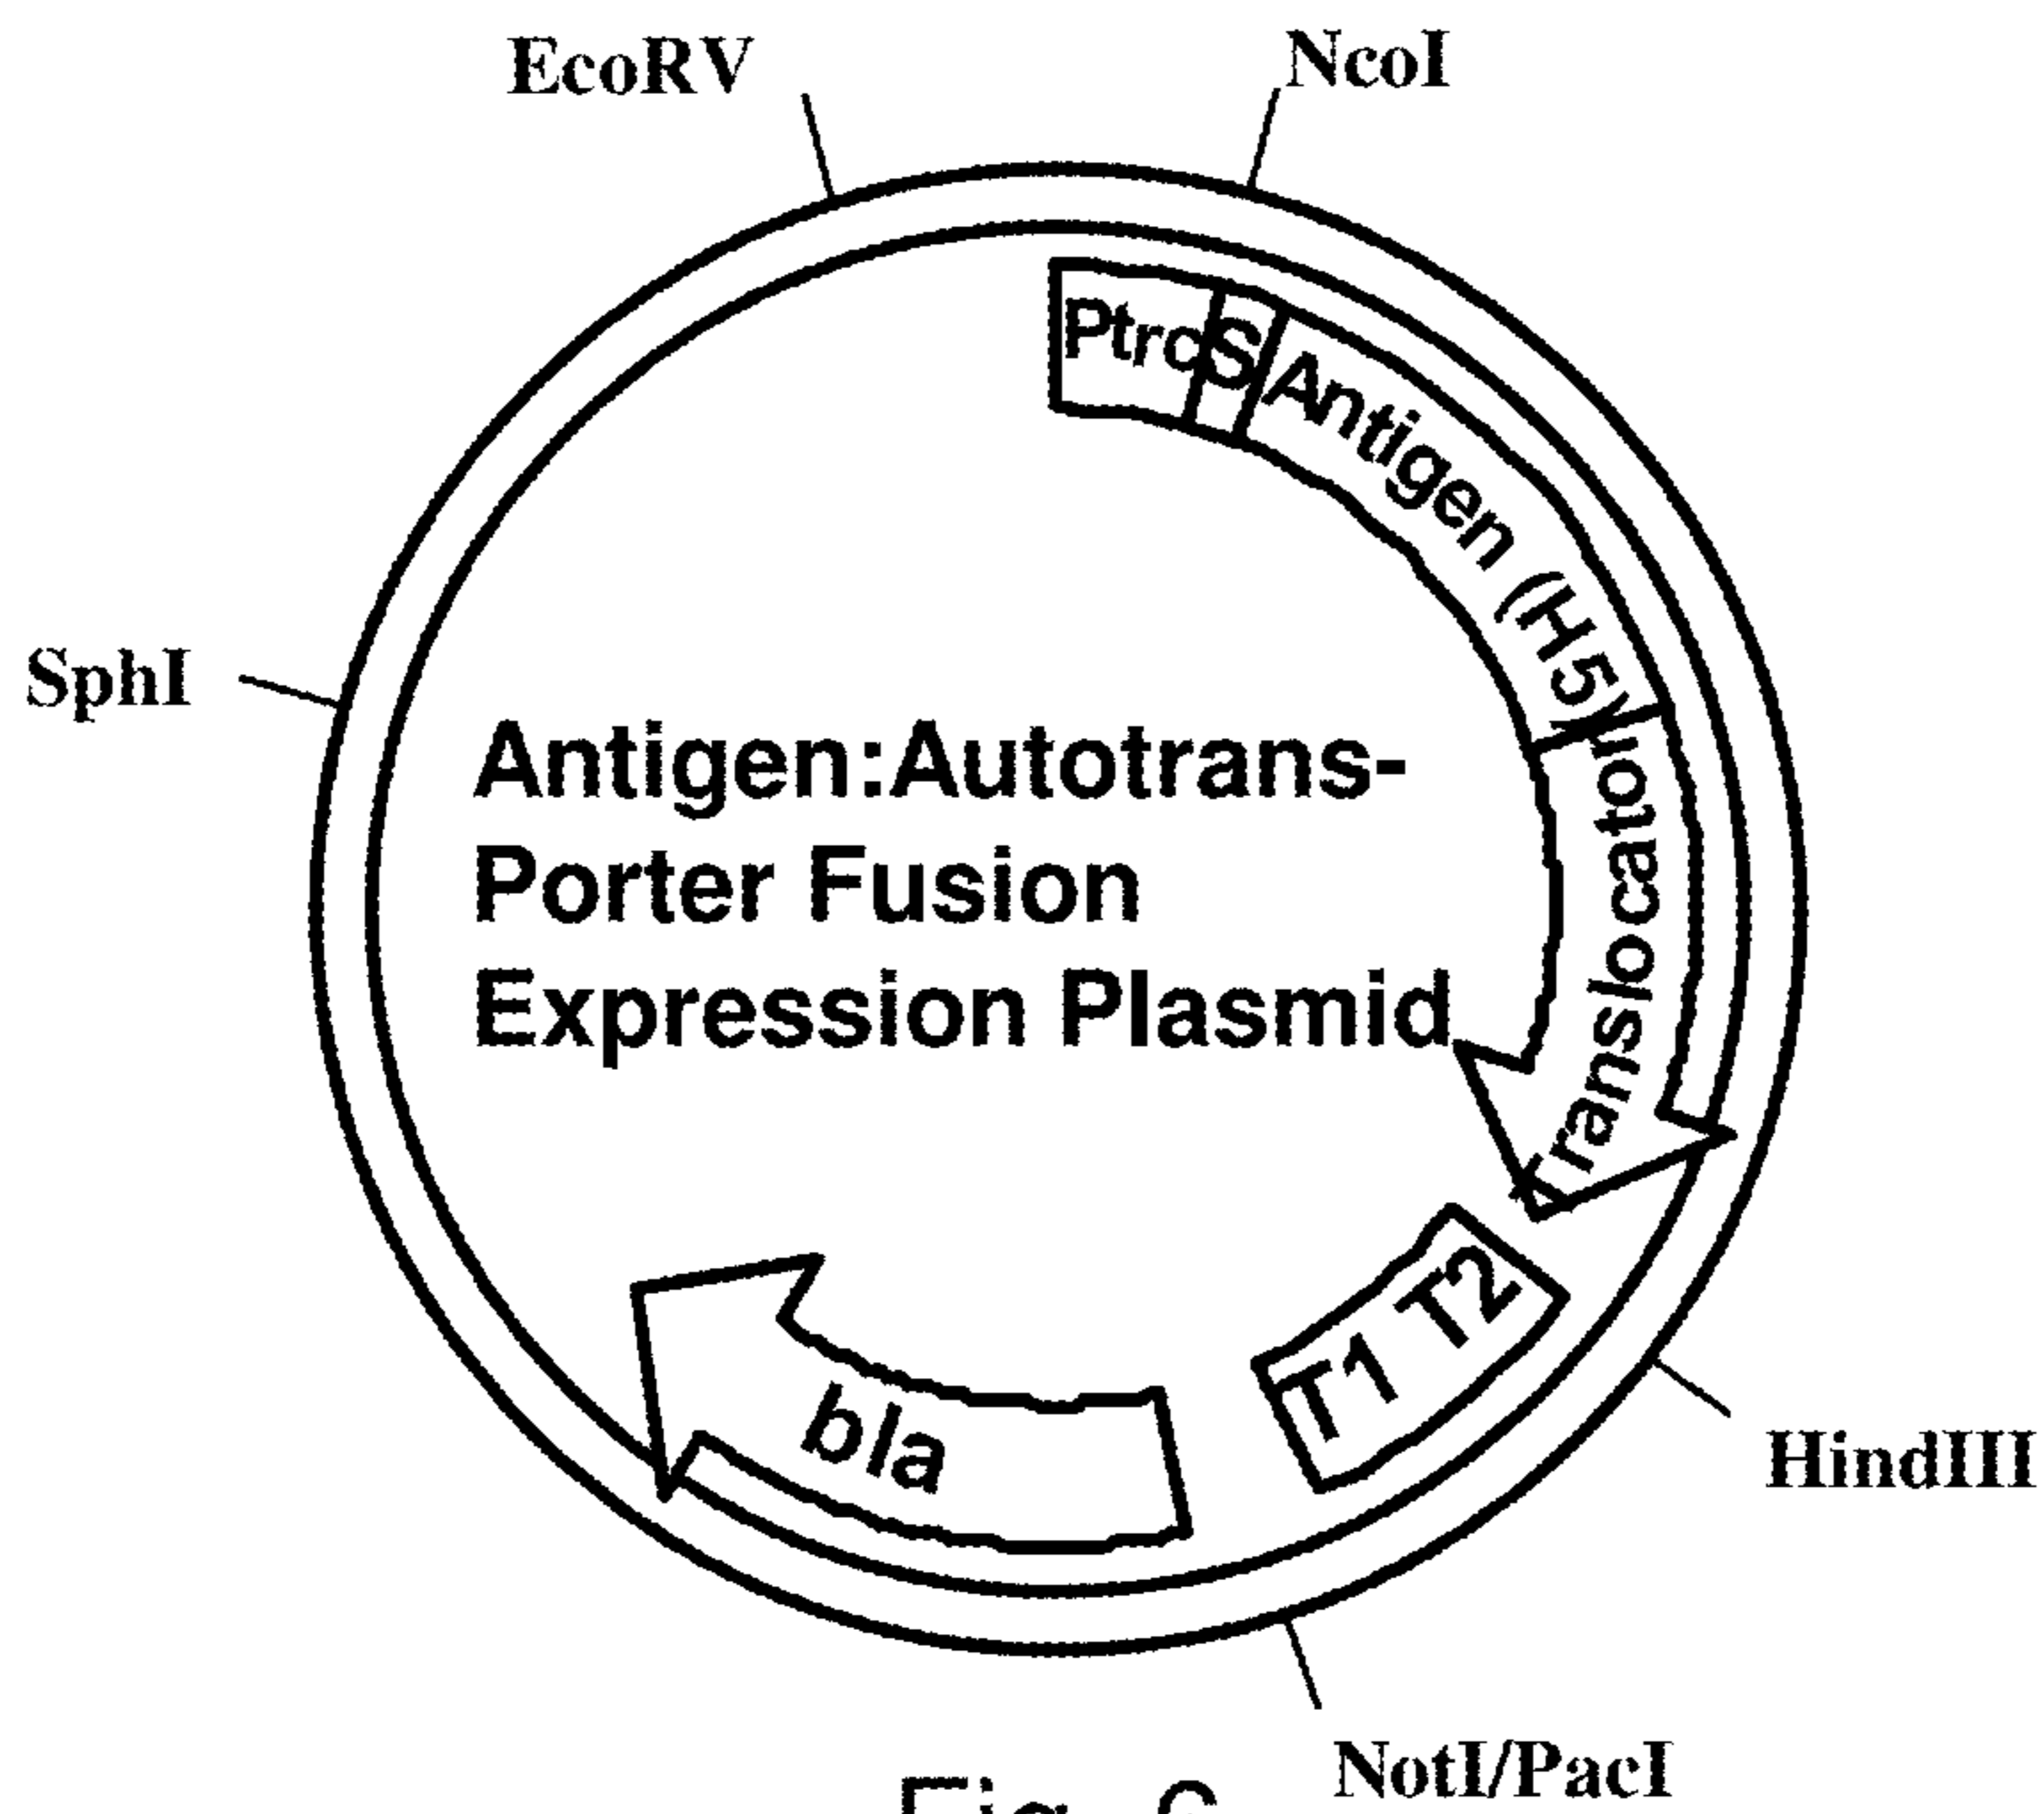 EcoRV
NcoI
Ptrc
S
Antigen (H5)
SphI
Antigen:Autotrans-
Porter Fusion
Expression Plasmid
Translocator
T1 T2
bla
HindIII
NotI/PacI